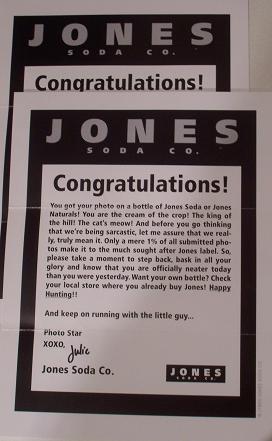 JONES
SODA CO.
Congratulations!
JONES
SODA CO.
Congratulations!
You got your photo on a bottle of Jones Soda or Jones
Naturals! You are the cream of the crop! The king of
the hill! The cat's meow! And before you go thinking
that we're being sarcastic, let me assure that we real-
ly, truly mean it. Only a mere 1% of all submitted pho-
tos make it to the much sought after Jones label. So,
please take a moment to step back, bask in all your
glory and know that you are officially neater today
than you were yesterday. Want your own bottle? Check
your local store where you already buy Jones! Happy
Hunting!!
And keep on running with the little guy...
Photo Star
XOXO,
Julie
Jones Soda Co.
JONES
SODA CO.